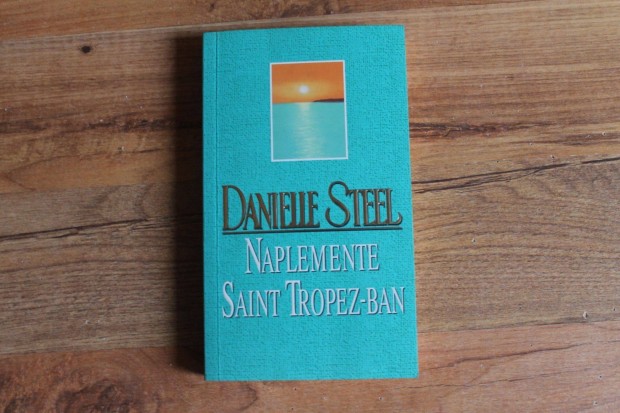 DANIELLE STEEL
NAPLEMENTE
SAINT TROPEZ-BAN